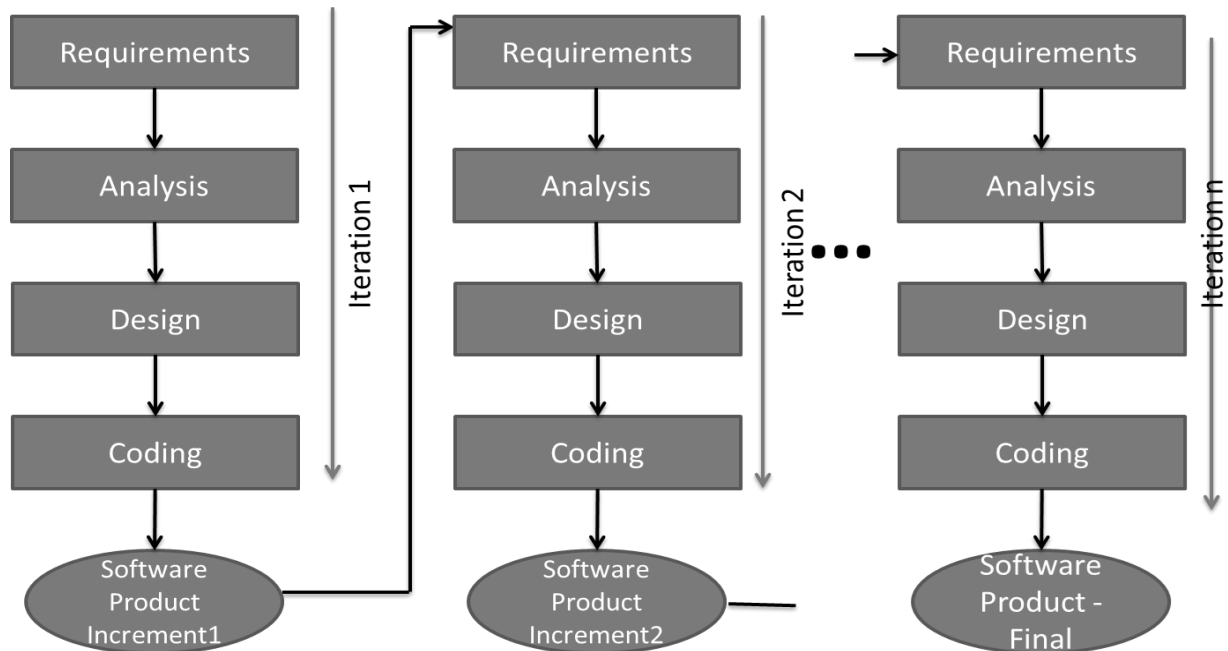 Requirements
Analysis
Design
Coding
Software
Product
Increment1
Iteration 1
Requirements
Analysis
Design
Coding
Software
Product
Increment2
Iteration 2
Requirements
Analysis
Design
Coding
Software
Product -
Final
Iteration n